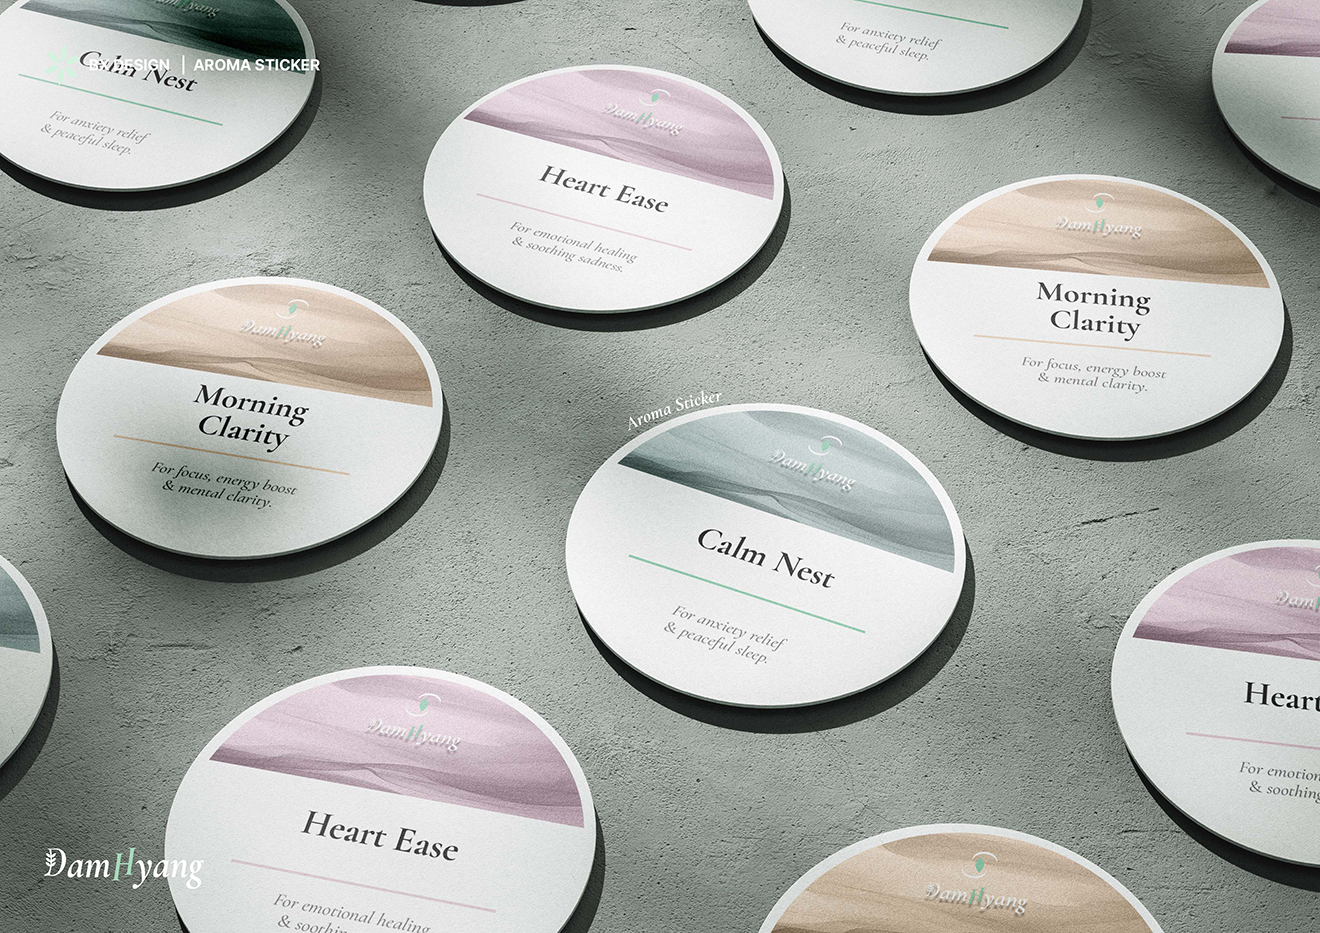 BX DESIGN | AROMA STICKER
Calm Nest
For anxiety relief
& peaceful sleep.
For anxiety relief
& peaceful sleep.
DamHyang
Heart Ease
For emotional healing
& soothing sadness.
DamHyang
Morning
Clarity
For focus, energy boost
& mental clarity.
DamHyang
Morning
Clarity
For focus, energy boost
& mental clarity.
Aroma Sticker
DamHyang
Calm Nest
For anxiety relief
& peaceful sleep.
DamHyang
Heart
& soothing
DamHyang
Heart Ease
For emotional healing
DamHyang
DamHyang